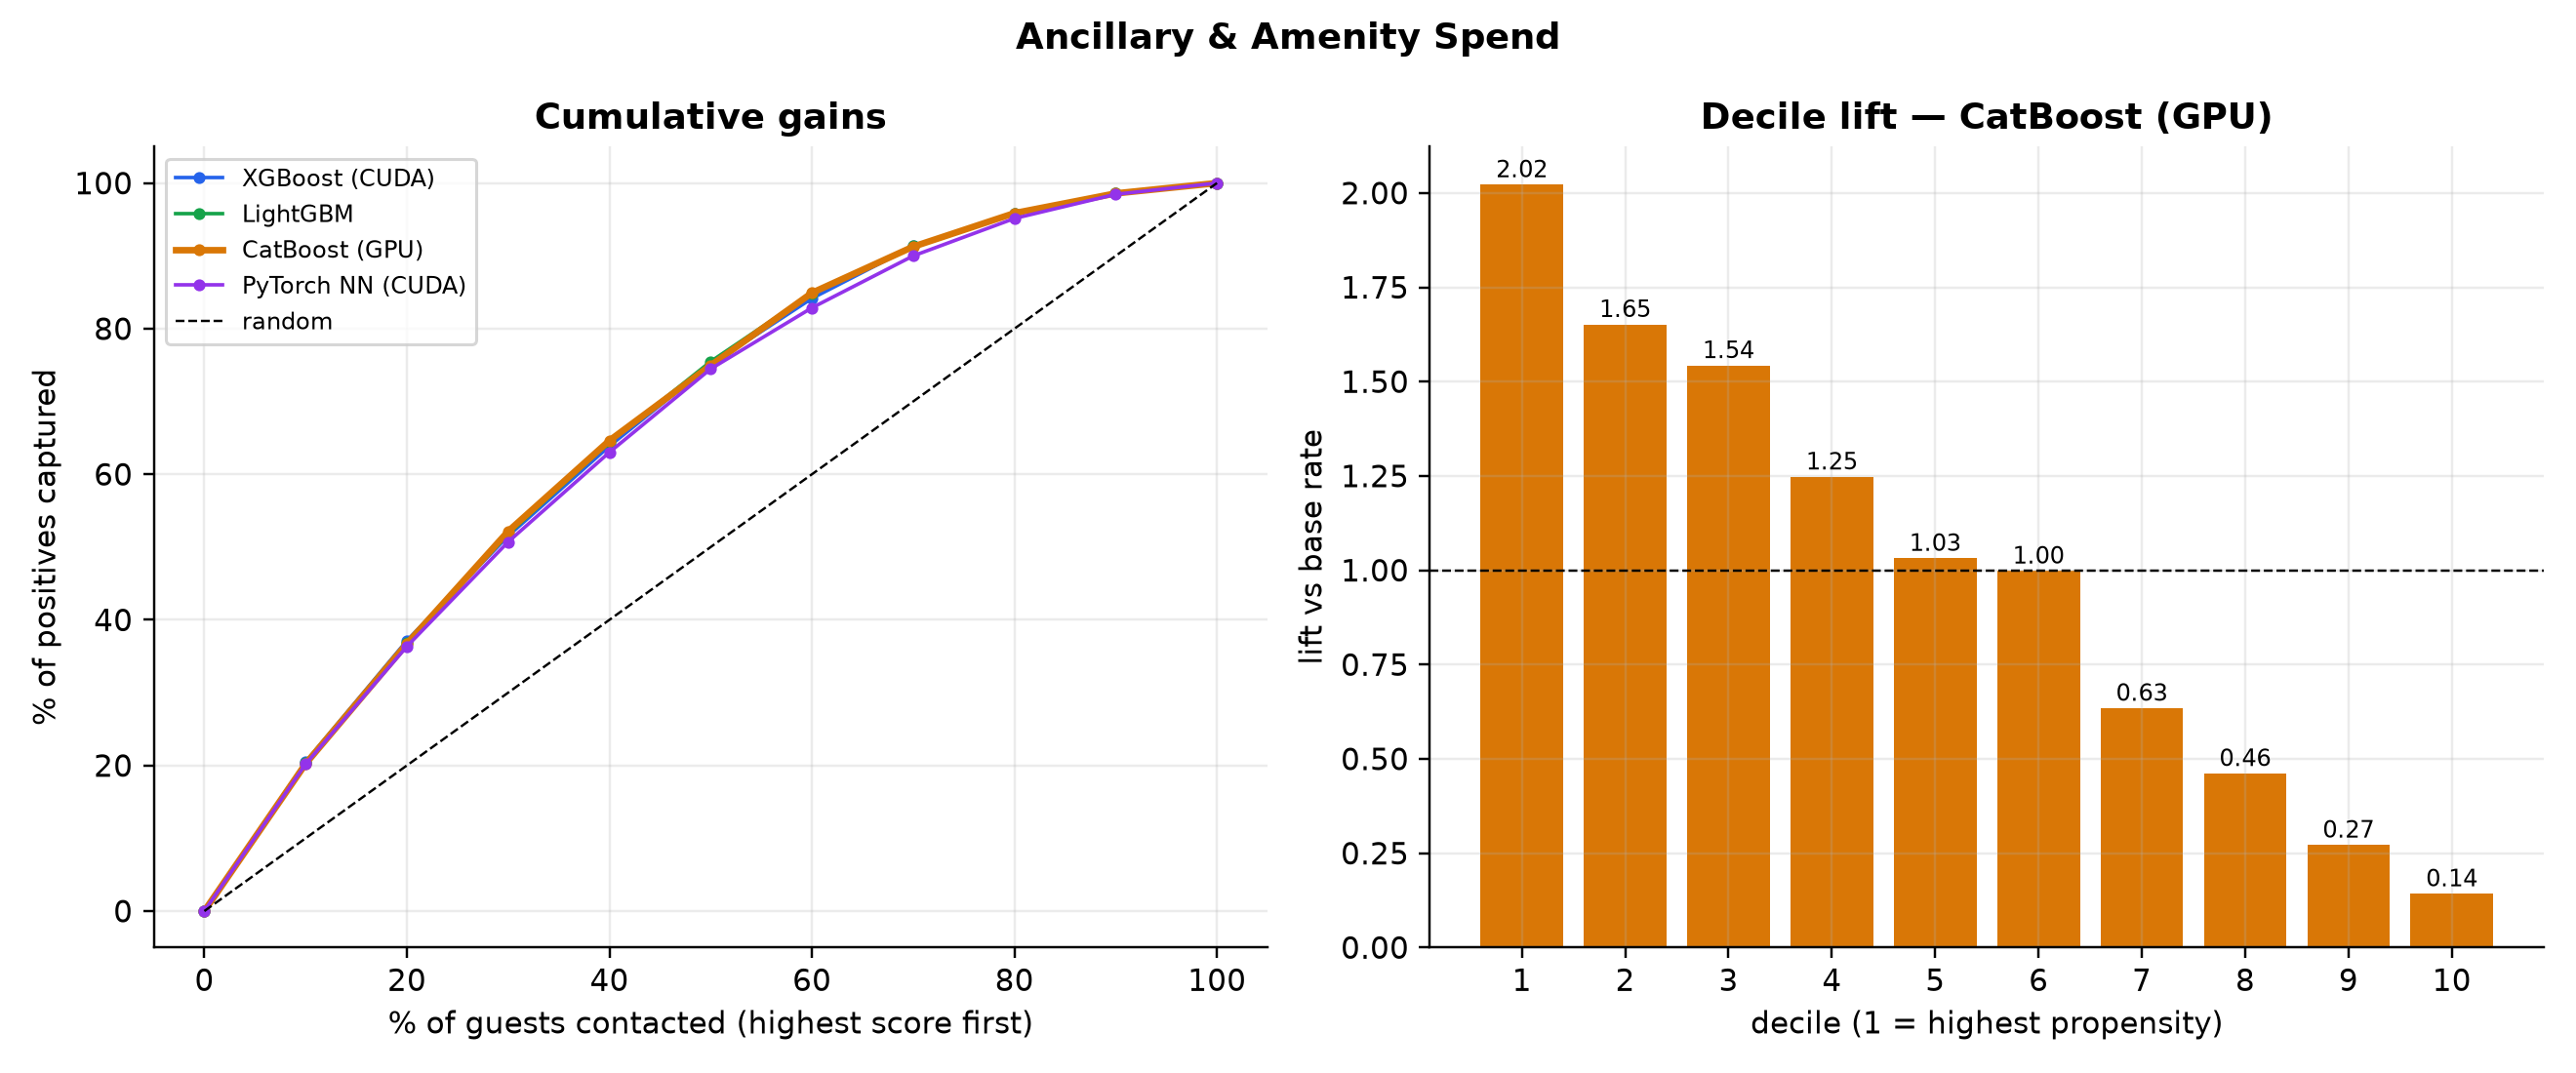 Ancillary & Amenity Spend
Cumulative gains
XGBoost (CUDA)
LightGBM
CatBoost (GPU)
PyTorch NN (CUDA)
random
100
80
60
40
20
0
% of positives captured
0 20 40 60 80 100
% of guests contacted (highest score first)
Decile lift — CatBoost (GPU)
2.00
1.75
1.50
1.25
1.00
0.75
0.50
0.25
0.00
lift vs base rate
2.02
1.65
1.54
1.25
1.03
1.00
0.63
0.46
0.27
0.14
1 2 3 4 5 6 7 8 9 10
decile (1 = highest propensity)